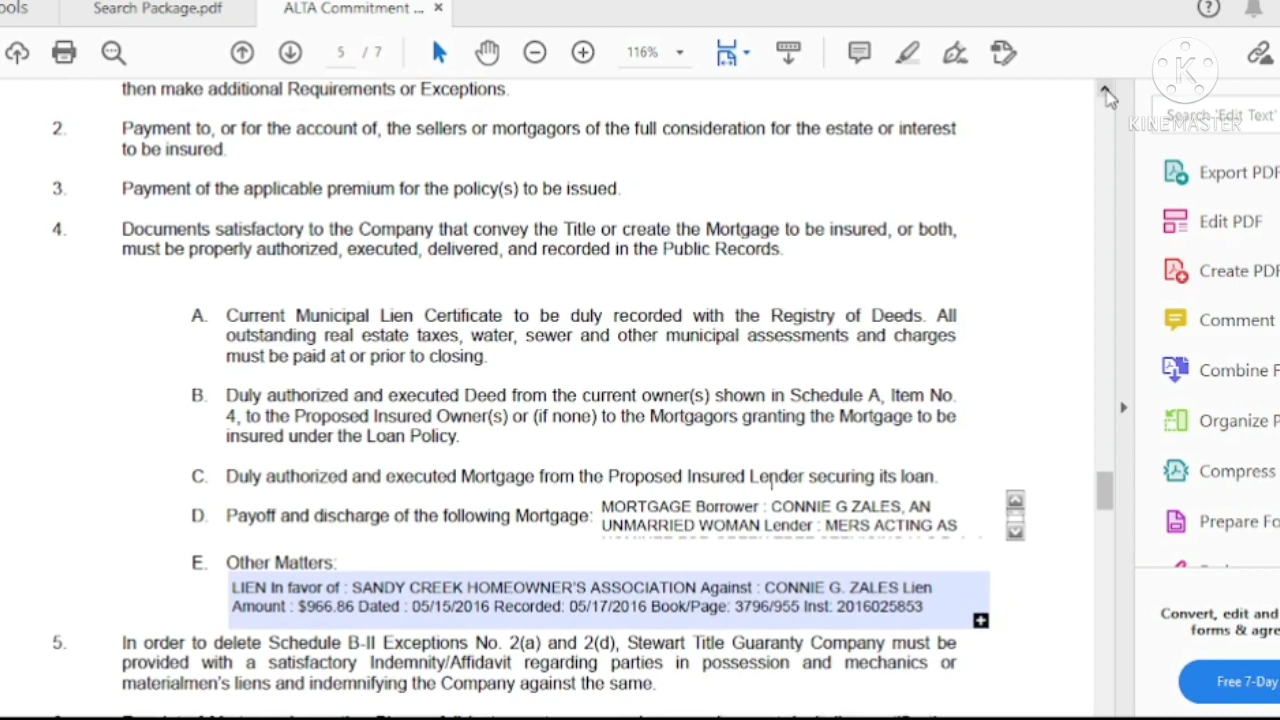 ools
Search Package.pdf
ALTA Commitment ...
5 / 7
116%
then make additional Requirements or Exceptions.
2. Payment to, or for the account of, the sellers or mortgagors of the full consideration for the estate or interest
to be insured.
3. Payment of the applicable premium for the policy(s) to be issued.
4. Documents satisfactory to the Company that convey the Title or create the Mortgage to be insured, or both,
must be properly authorized, executed, delivered, and recorded in the Public Records.
A. Current Municipal Lien Certificate to be duly recorded with the Registry of Deeds. All
outstanding real estate taxes, water, sewer and other municipal assessments and charges
must be paid at or prior to closing.
B. Duly authorized and executed Deed from the current owner(s) shown in Schedule A, Item No.
4, to the Proposed Insured Owner(s) or (if none) to the Mortgagors granting the Mortgage to be
insured under the Loan Policy.
C. Duly authorized and executed Mortgage from the Proposed Insured Lender securing its loan.
D. Payoff and discharge of the following Mortgage:
MORTGAGE Borrower : CONNIE G ZALES, AN
UNMARRIED WOMAN Lender : MERS ACTING AS
E. Other Matters:
LIEN In favor of : SANDY CREEK HOMEOWNER'S ASSOCIATION Against : CONNIE G. ZALES Lien
Amount : $966.86 Dated : 05/15/2016 Recorded: 05/17/2016 Book/Page: 3796/955 Inst: 2016025853
5. In order to delete Schedule B-II Exceptions No. 2(a) and 2(d), Stewart Title Guaranty Company must be
provided with a satisfactory Indemnity/Affidavit regarding parties in possession and mechanics or
materialmen's liens and indemnifying the Company against the same.
K
KINEMASTER
Search 'Edit Text'
Export PDF
Edit PDF
Create PDF
Comment
Combine F
Organize P
Compress
Prepare Fo
Convert, edit and
forms & agre
Free 7-Day